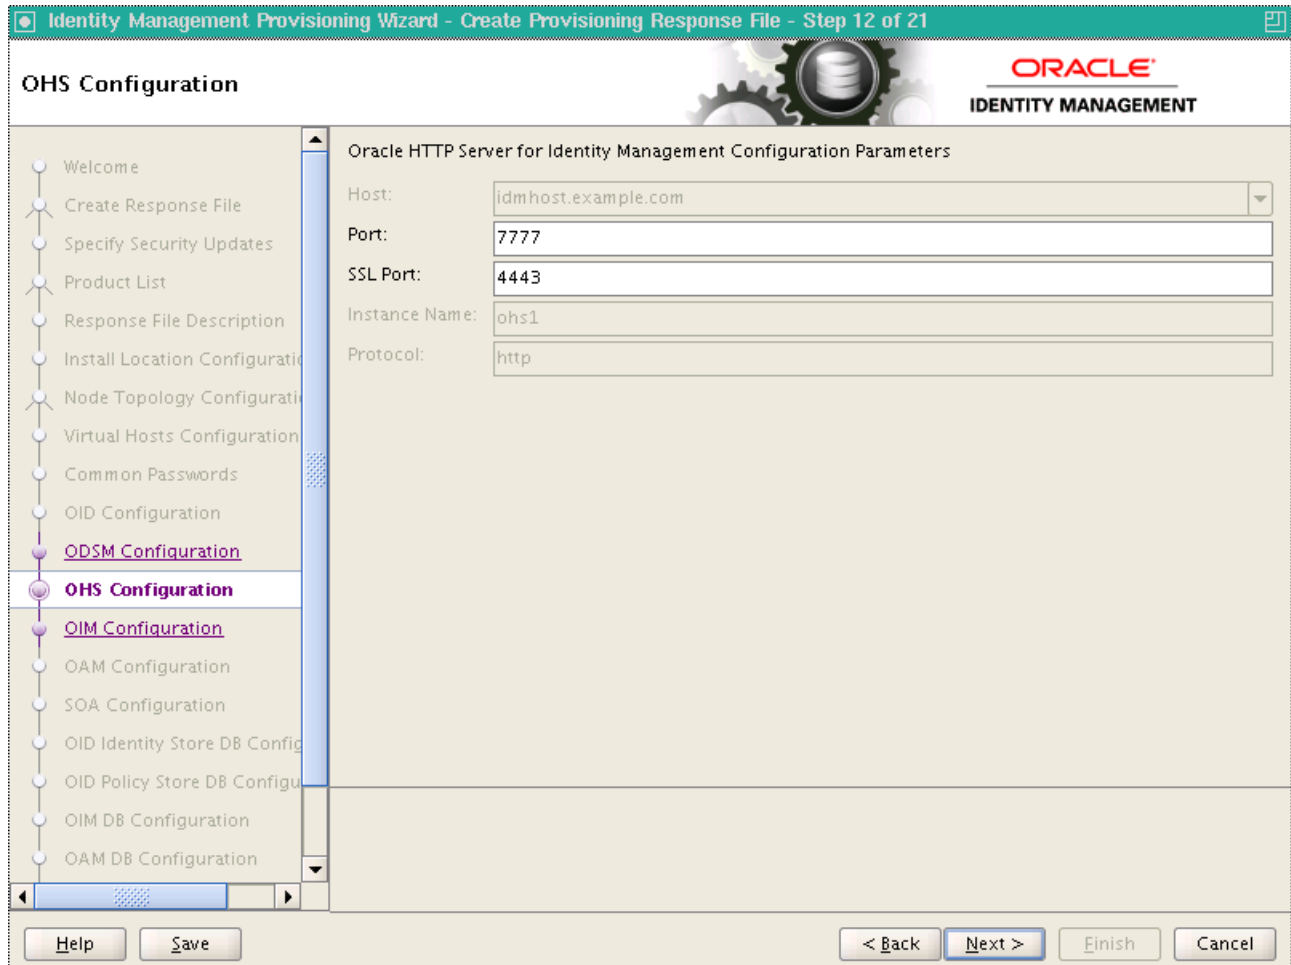 Identity Management Provisioning Wizard - Create Provisioning Response File - Step 12 of 21
OHS Configuration
ORACLE
IDENTITY MANAGEMENT
Welcome
Create Response File
Specify Security Updates
Product List
Response File Description
Install Location Configuratio
Node Topology Configurati
Virtual Hosts Configuration
Common Passwords
OID Configuration
ODSM Configuration
OHS Configuration
OIM Configuration
OAM Configuration
SOA Configuration
OID Identity Store DB Config
OID Policy Store DB Configu
OIM DB Configuration
OAM DB Configuration
Oracle HTTP Server for Identity Management Configuration Parameters
Host: idmhost.example.com
Port: 7777
SSL Port: 4443
Instance Name: ohs1
Protocol: http
Help Save < Back Next > Finish Cancel